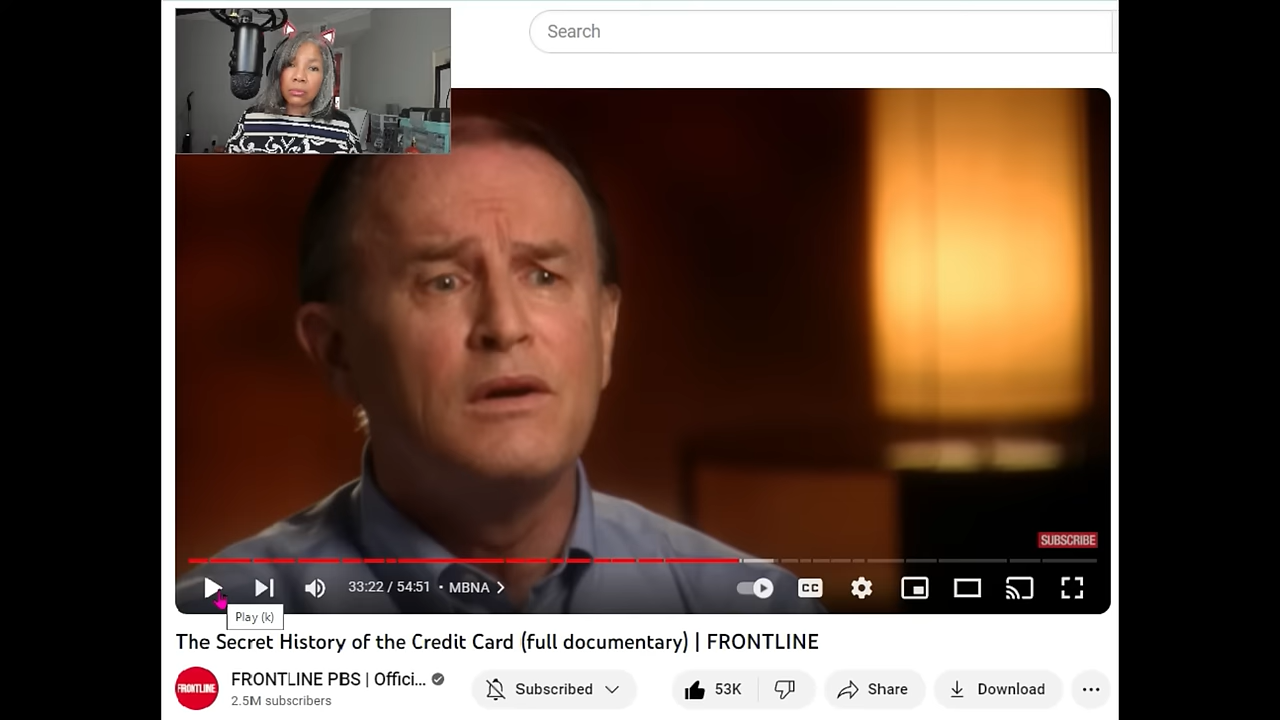 Search
SUBSCRIBE
33:22 / 54:51 • MBNA
CC
Play (k)
The Secret History of the Credit Card (full documentary) | FRONTLINE
FRONTLINE
FRONTLINE PBS | Offici...
2.5M subscribers
Subscribed
53K
Share
Download